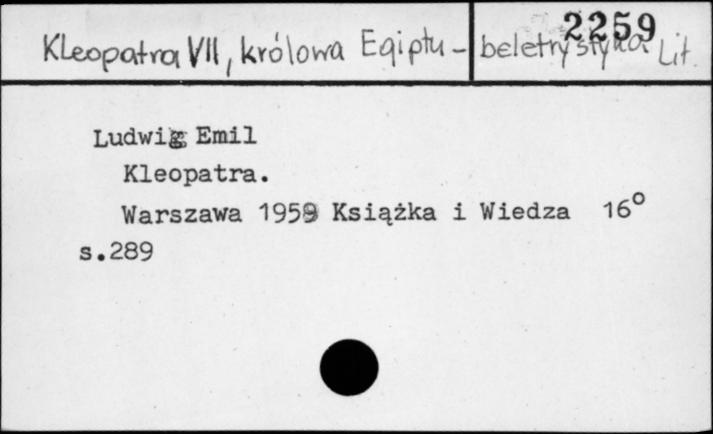 2259
Kleopatra VII, królowa Egiptu - beletrystyka Lit.
Ludwig Emil
Kleopatra.
Warszawa 1959 Książka i Wiedza 16°
s.289